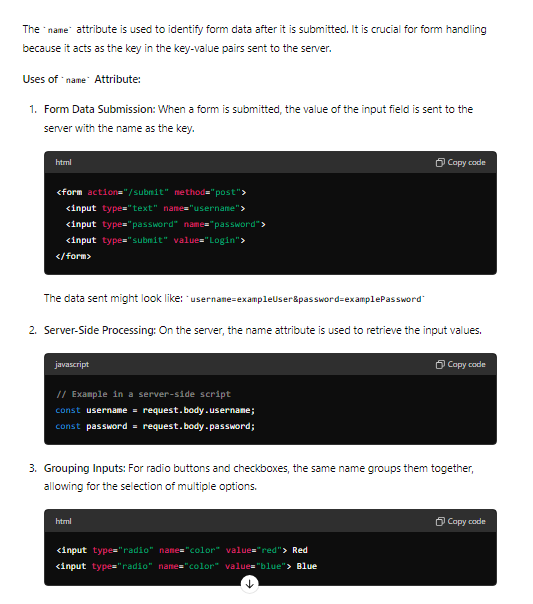 The `name` attribute is used to identify form data after it is submitted. It is crucial for form handling
because it acts as the key in the key-value pairs sent to the server.
Uses of `name` Attribute:
1. Form Data Submission: When a form is submitted, the value of the input field is sent to the
server with the name as the key.
html Copy code
<form action="/submit" method="post">
<input type="text" name="username">
<input type="password" name="password">
<input type="submit" value="Login">
</form>
The data sent might look like: `username=exampleUser&password=examplePassword`
2. Server-Side Processing: On the server, the name attribute is used to retrieve the input values.
javascript Copy code
// Example in a server-side script
const username = request.body.username;
const password = request.body.password;
3. Grouping Inputs: For radio buttons and checkboxes, the same name groups them together,
allowing for the selection of multiple options.
html Copy code
<input type="radio" name="color" value="red"> Red
<input type="radio" name="color" value="blue"> Blue